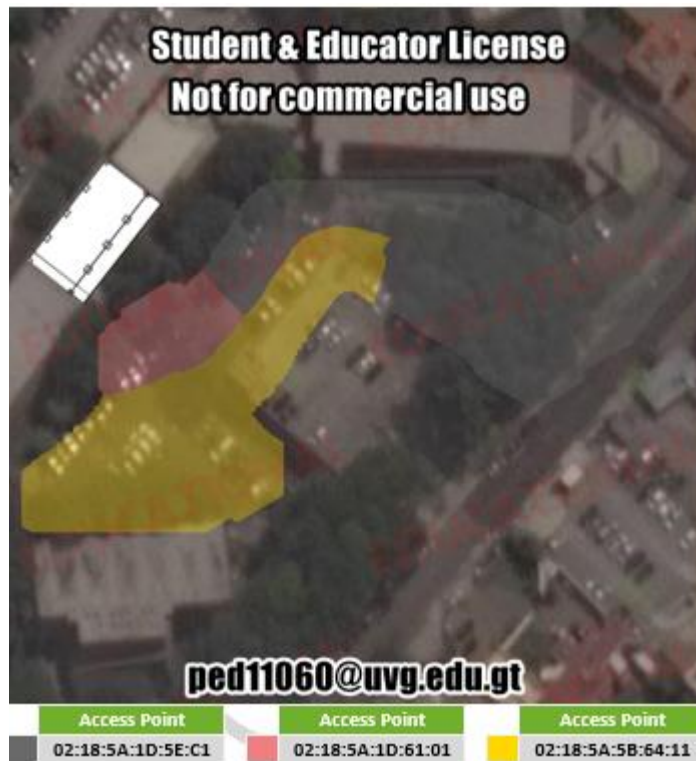 Student & Educator License
Not for commercial use
ped11060@uvg.edu.gt
Access Point
Access Point
Access Point
02:18:5A:1D:5E:C1
02:18:5A:1D:61:01
02:18:5A:5B:64:11